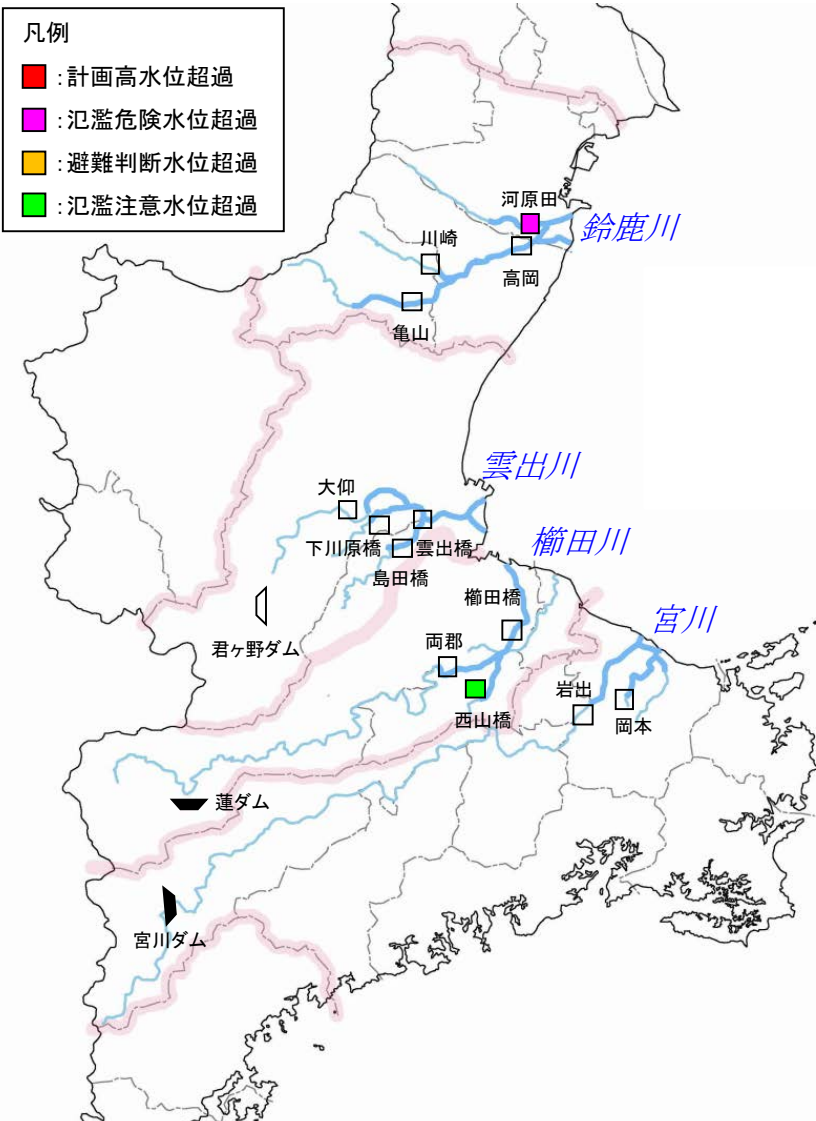 凡例
:計画高水位超過
:氾濫危険水位超過
:避難判断水位超過
:氾濫注意水位超過
河原田
鈴鹿川
川崎
高岡
亀山
雲出川
大仰
下川原橋
雲出橋
島田橋
櫛田川
櫛田橋
君ヶ野ダム
宮川
両郡
西山橋
岩出
岡本
蓮ダム
宮川ダム